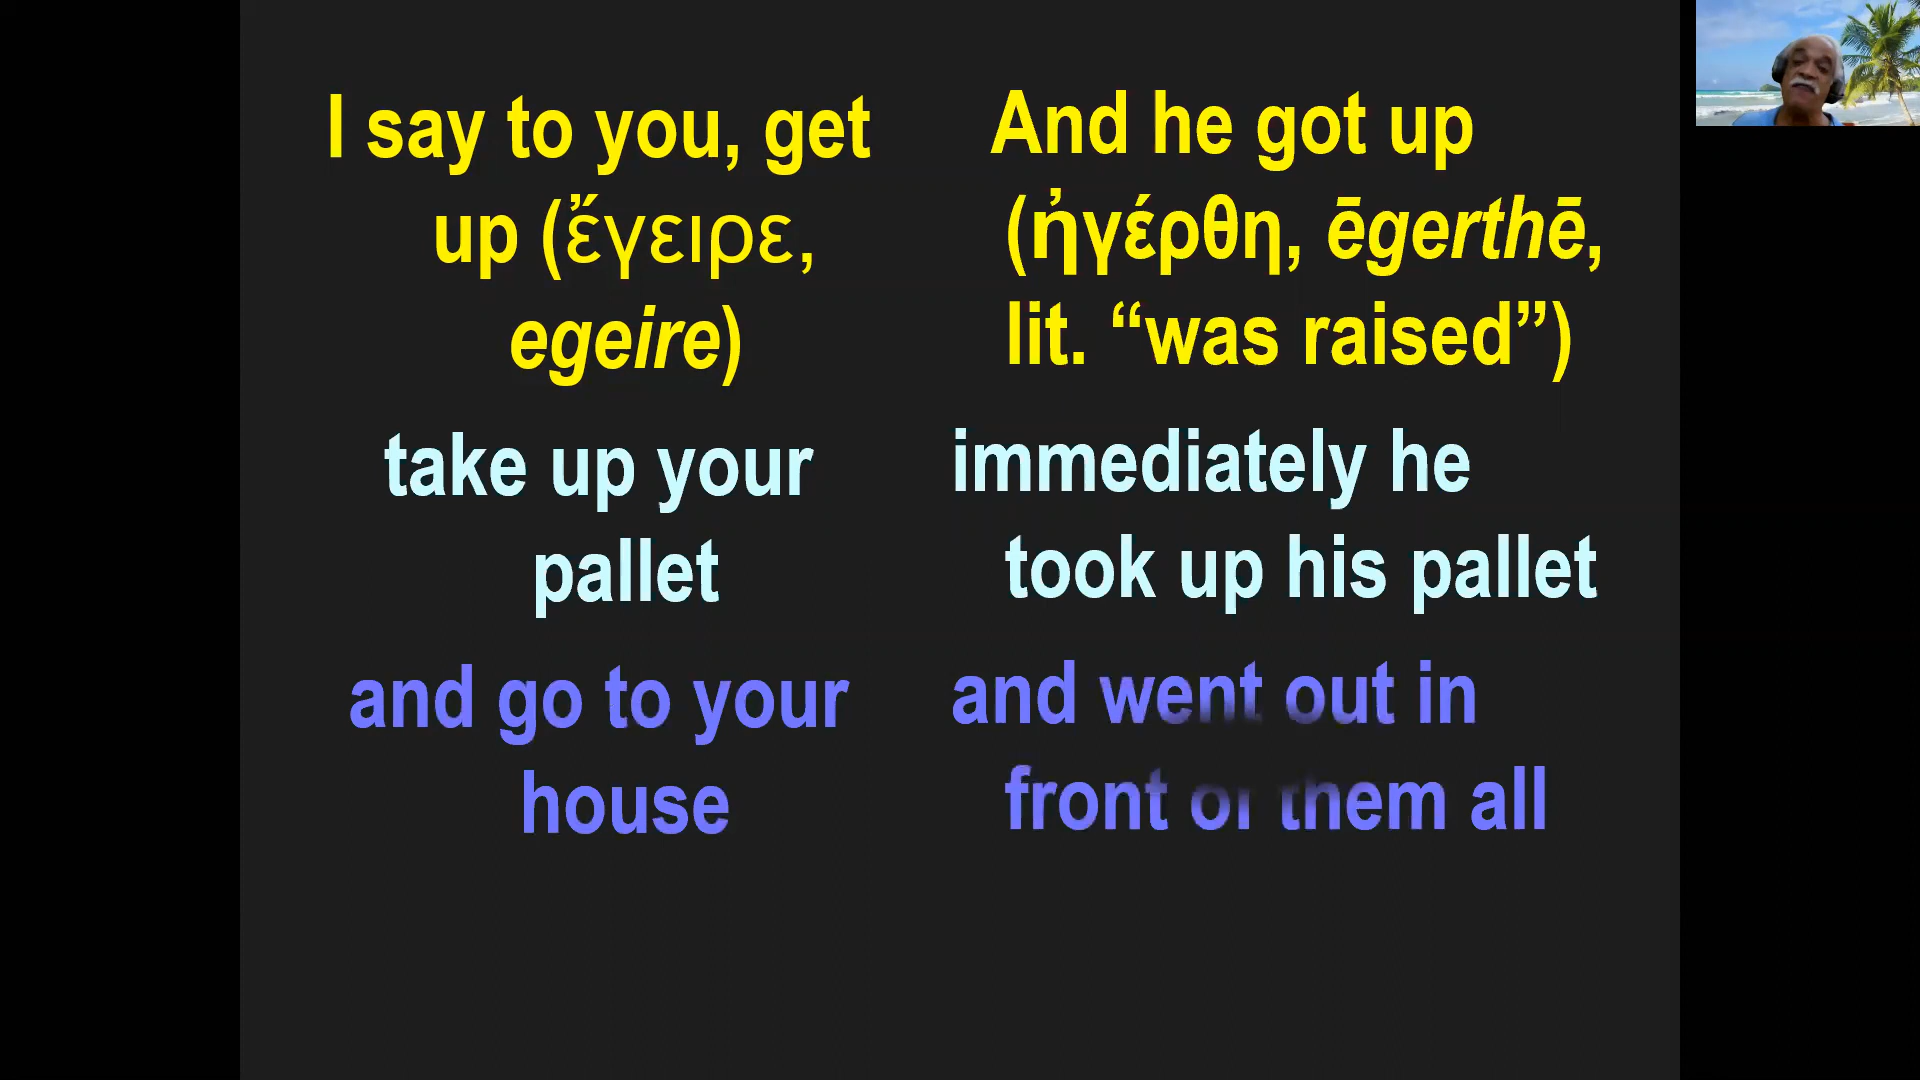 I say to you, get
up (ἔγειρε,
egeire)
take up your
pallet
and go to your
house
And he got up
(ἠγέρθη, ēgerthē,
lit. “was raised”)
immediately he
took up his pallet
and went out in
front of them all